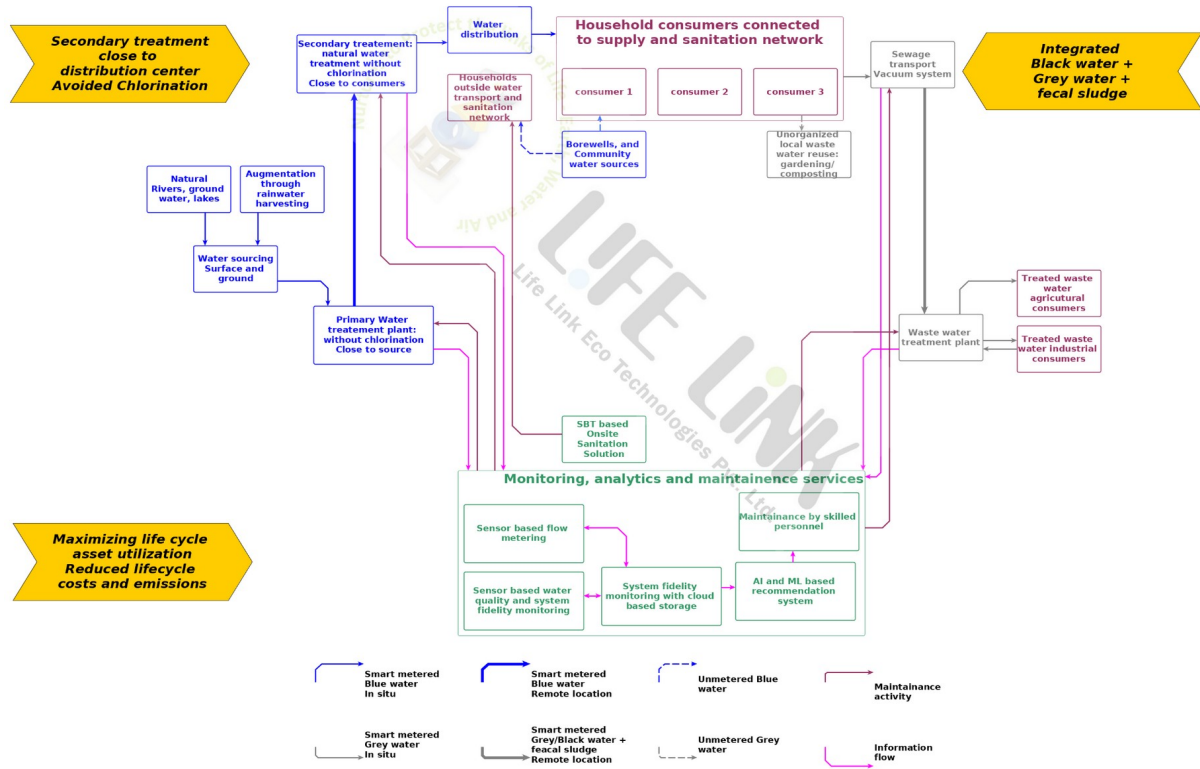 Secondary treatment
close to
distribution center
Avoided Chlorination
Secondary treatement:
natural water
treatment without
chlorination
Close to consumers
Water
distribution
Household consumers connected
to supply and sanitation network
consumer 1
consumer 2
consumer 3
Sewage
transport
Vacuum system
Integrated
Black water +
Grey water +
fecal sludge
Households
outside water
transport and
sanitation
network
Borewells, and
Community
water sources
Unorganized
local waste
water reuse:
gardening/
composting
Natural
Rivers, ground
water, lakes
Augmentation
through
rainwater
harvesting
Water sourcing
Surface and
ground
Primary Water
treatement plant:
without chlorination
Close to source
Waste water
treatment plant
Treated waste
water
agricutural
consumers
Treated waste
water industrial
consumers
LIFE LINK
Life Link Eco Technologies Pvt. Ltd.
of Life
Water and Air
SBT based
Onsite
Sanitation
Solution
Monitoring, analytics and maintainence services
Sensor based flow
metering
Maintainance by skilled
personnel
Sensor based water
quality and system
fidelity monitoring
System fidelity
monitoring with cloud
based storage
AI and ML based
recommendation
system
Maximizing life cycle
asset utilization
Reduced lifecycle
costs and emissions
Smart metered
Blue water
In situ
Smart metered
Blue water
Remote location
Unmetered Blue
water
Maintainance
activity
Smart metered
Grey water
In situ
Smart metered
Grey/Black water +
feacal sludge
Remote location
Unmetered Grey
water
Information
flow